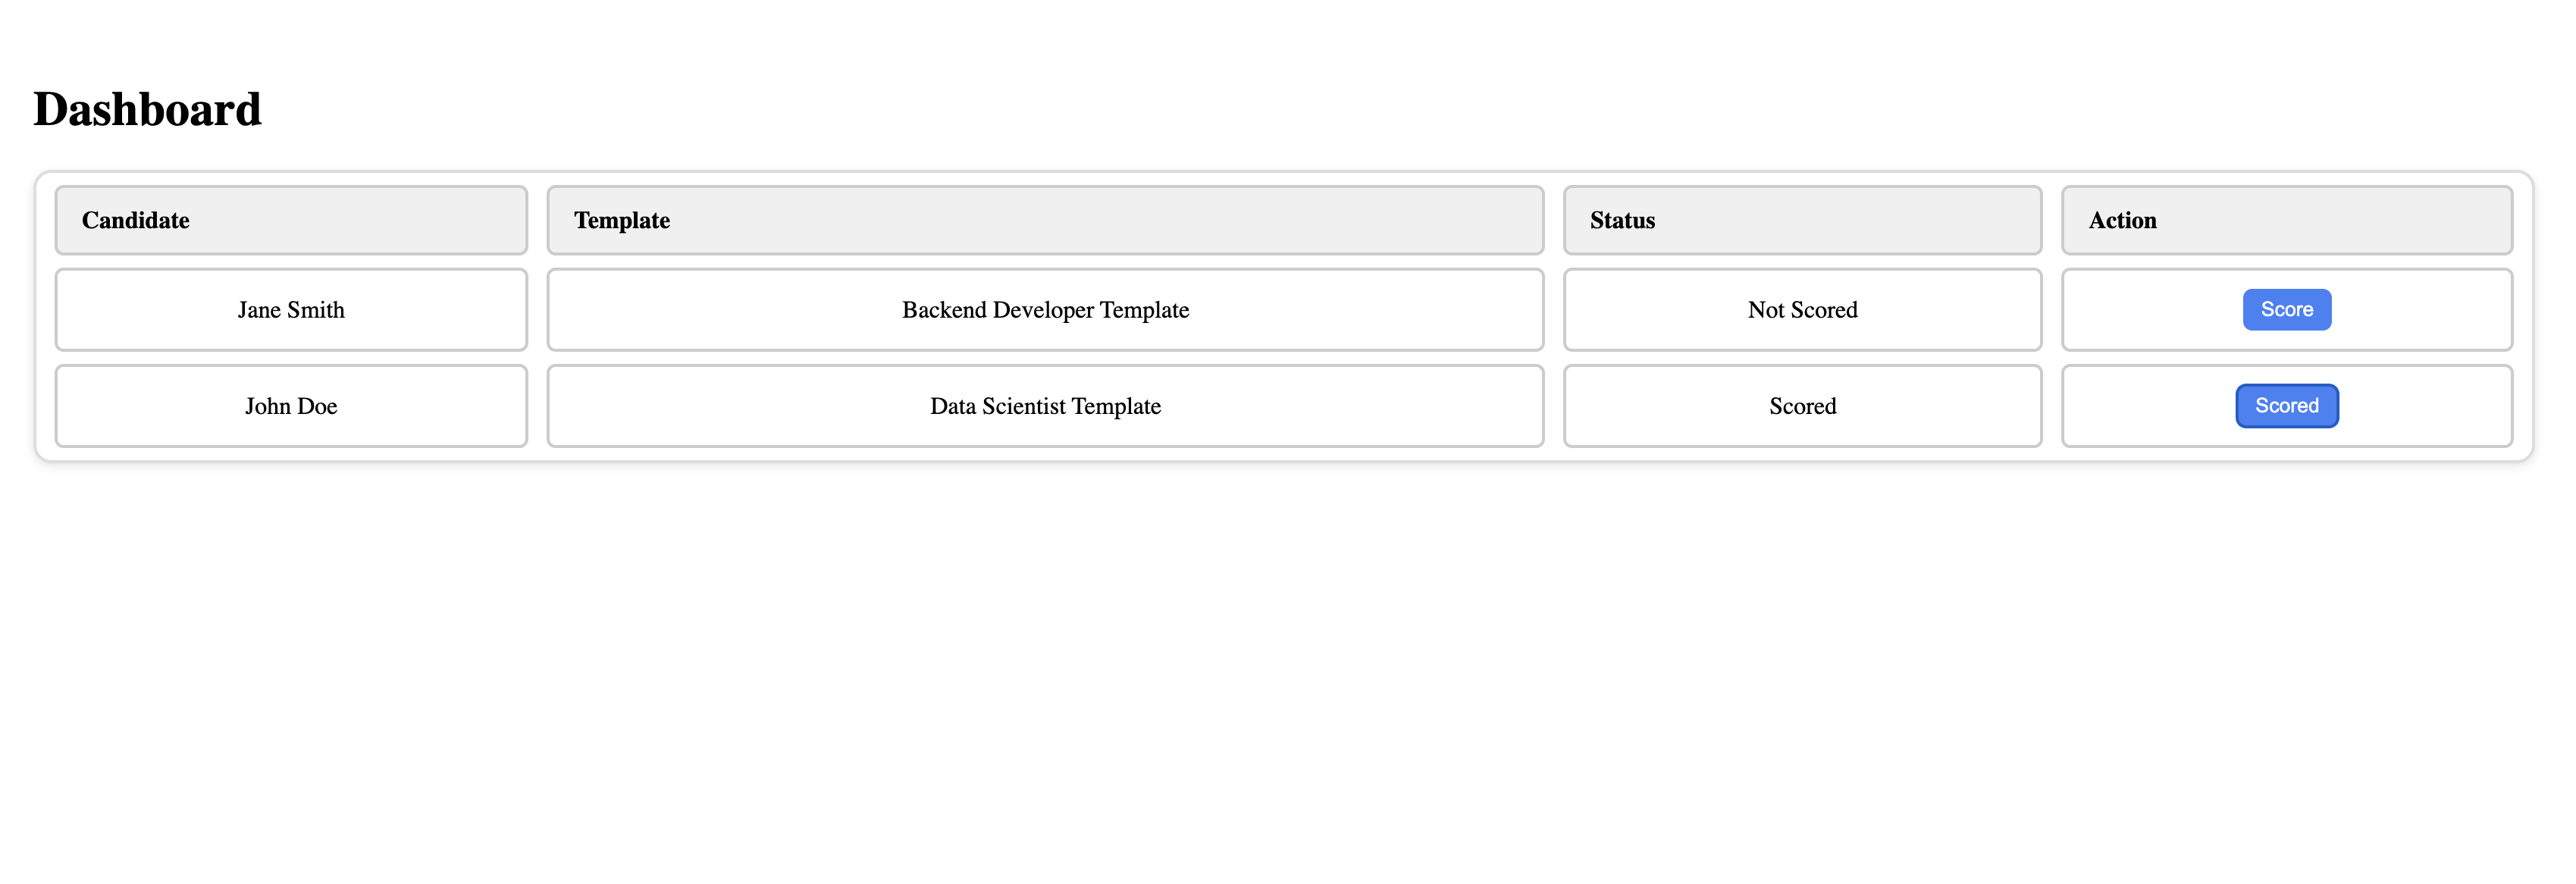 Dashboard
Candidate Template Status Action
Jane Smith Backend Developer Template Not Scored Score
John Doe Data Scientist Template Scored Scored